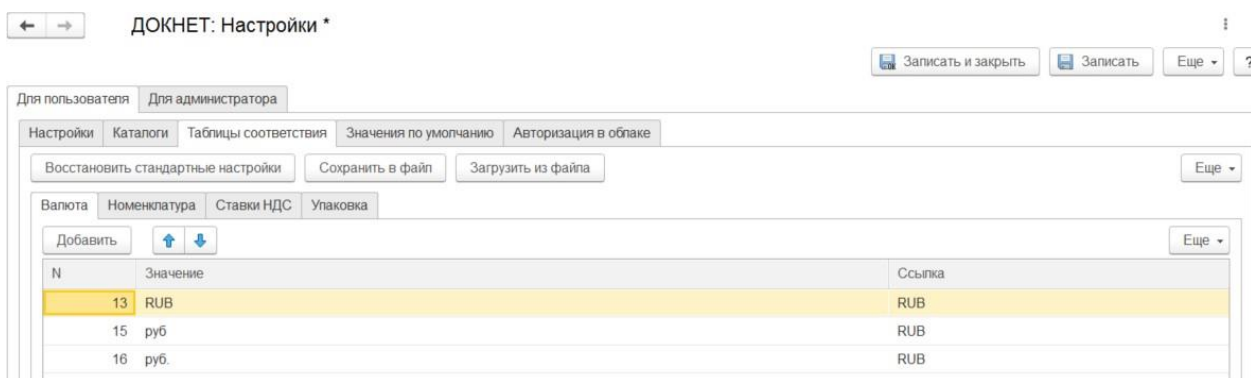 ДОКНЕТ: Настройки *
Записать и закрыть Записать Еще ?
Для пользователя Для администратора
Настройки Каталоги Таблицы соответствия Значения по умолчанию Авторизация в облаке
Восстановить стандартные настройки Сохранить в файл Загрузить из файла Еще
Валюта Номенклатура Ставки НДС Упаковка
Добавить Еще
N Значение Ссылка
13 RUB RUB
15 руб RUB
16 руб. RUB